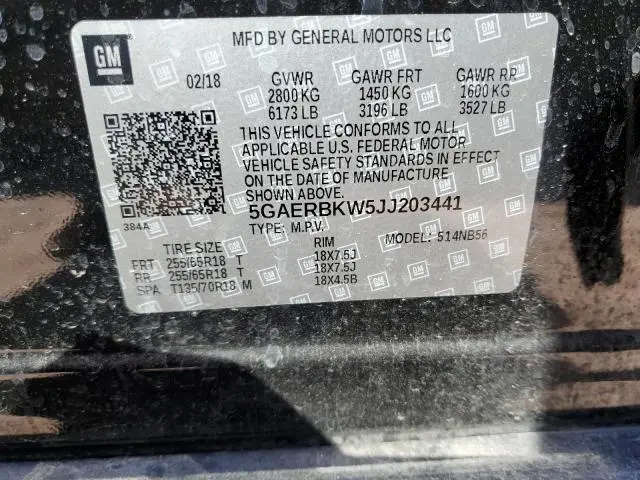 GM
MFD BY GENERAL MOTORS LLC
02/18 GVWR GAWR FRT GAWR RR
2800 KG 1450 KG 1600 KG
6173 LB 3196 LB 3527 LB
THIS VEHICLE CONFORMS TO ALL
APPLICABLE U.S. FEDERAL MOTOR
VEHICLE SAFETY STANDARDS IN EFFECT
ON THE DATE OF MANUFACTURE
SHOWN ABOVE.
384A
5GAERBKW5JJ203441
TYPE: M.P.V. MODEL: 514NB56
TIRE SIZE RIM
FRT 255/65R18 T 18X7.5J
RR 255/65R18 T 18X7.5J
SPA T135/70R18 M 18X4.5B